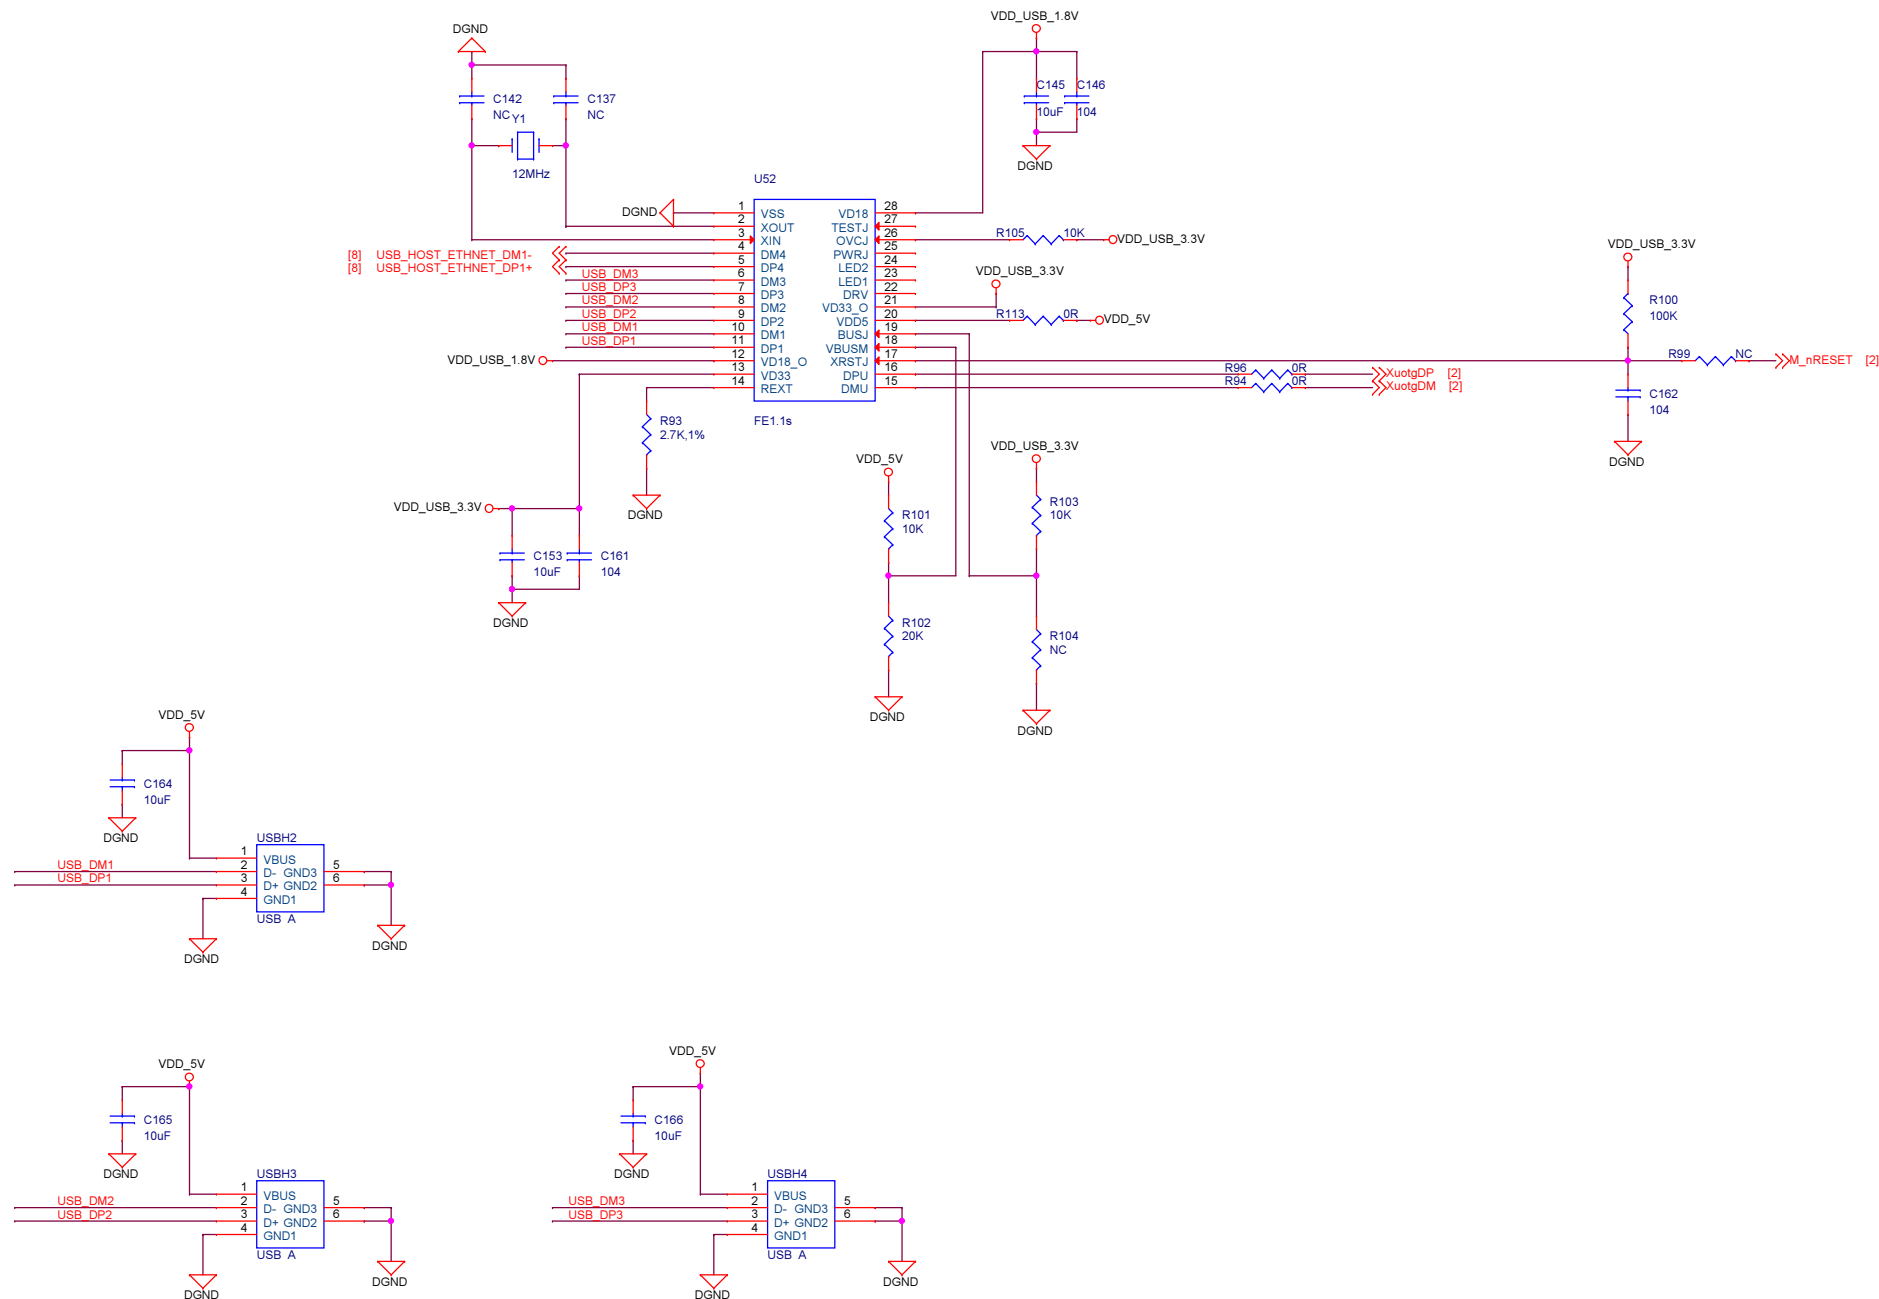 DGND
C142
NC
C137
NC
Y1
12MHz
VDD_USB_1.8V
C145
10uF
C146
104
DGND
U52
DGND
1 VSS
2 XOUT
3 XIN
4 DM4
5 DP4
6 DM3
7 DP3
8 DM2
9 DP2
10 DM1
11 DP1
12 VD18_O
13 VD33
14 REXT
VD18 28
TESTJ 27
OVCJ 26
PWRJ 25
LED2 24
LED1 23
DRV 22
VD33_O 21
VDD5 20
BUSJ 19
VBUSM 18
XRSTJ 17
DPU 16
DMU 15
FE1.1s
[8] USB_HOST_ETHNET_DM1-
[8] USB_HOST_ETHNET_DP1+
USB_DM3
USB_DP3
USB_DM2
USB_DP2
USB_DM1
USB_DP1
VDD_USB_1.8V
R105 10K VDD_USB_3.3V
VDD_USB_3.3V
R113 0R VDD_5V
VDD_USB_3.3V
R100
100K
R99 NC M_nRESET [2]
R96 0R XuotgDP [2]
R94 0R XuotgDM [2]
C162
104
DGND
R93
2.7K,1%
DGND
VDD_USB_3.3V
C153
10uF
C161
104
DGND
VDD_5V
R101
10K
R102
20K
DGND
VDD_USB_3.3V
R103
10K
R104
NC
DGND
VDD_5V
C164
10uF
DGND
USBH2
USB_DM1
USB_DP1
1 VBUS
2 D- GND3 5
3 D+ GND2 6
4 GND1
USB A
DGND
DGND
VDD_5V
C165
10uF
DGND
USBH3
USB_DM2
USB_DP2
1 VBUS
2 D- GND3 5
3 D+ GND2 6
4 GND1
USB A
DGND
DGND
VDD_5V
C166
10uF
DGND
USBH4
USB_DM3
USB_DP3
1 VBUS
2 D- GND3 5
3 D+ GND2 6
4 GND1
USB A
DGND
DGND